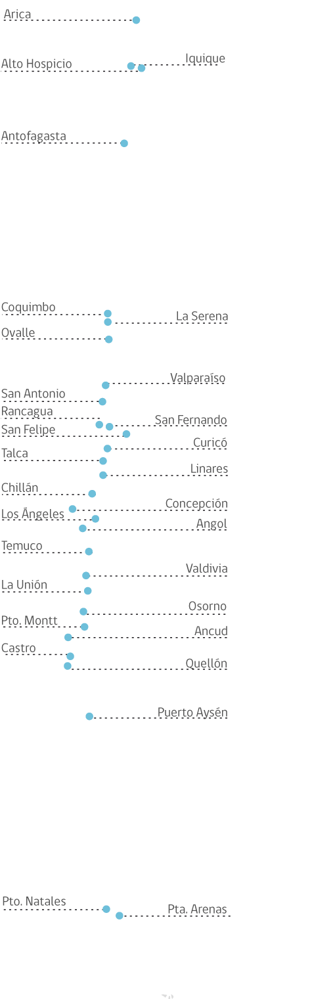 Arica
Iquique
Alto Hospicio
Antofagasta
Coquimbo
La Serena
Ovalle
Valparaíso
San Antonio
Rancagua
San Fernando
San Felipe
Curicó
Talca
Linares
Chillán
Concepción
Los Ãngeles
Angol
Temuco
Valdivia
La Unión
Osorno
Pto. Montt
Ancud
Castro
Quellón
Puerto Aysén
Pto. Natales
Pta. Arenas